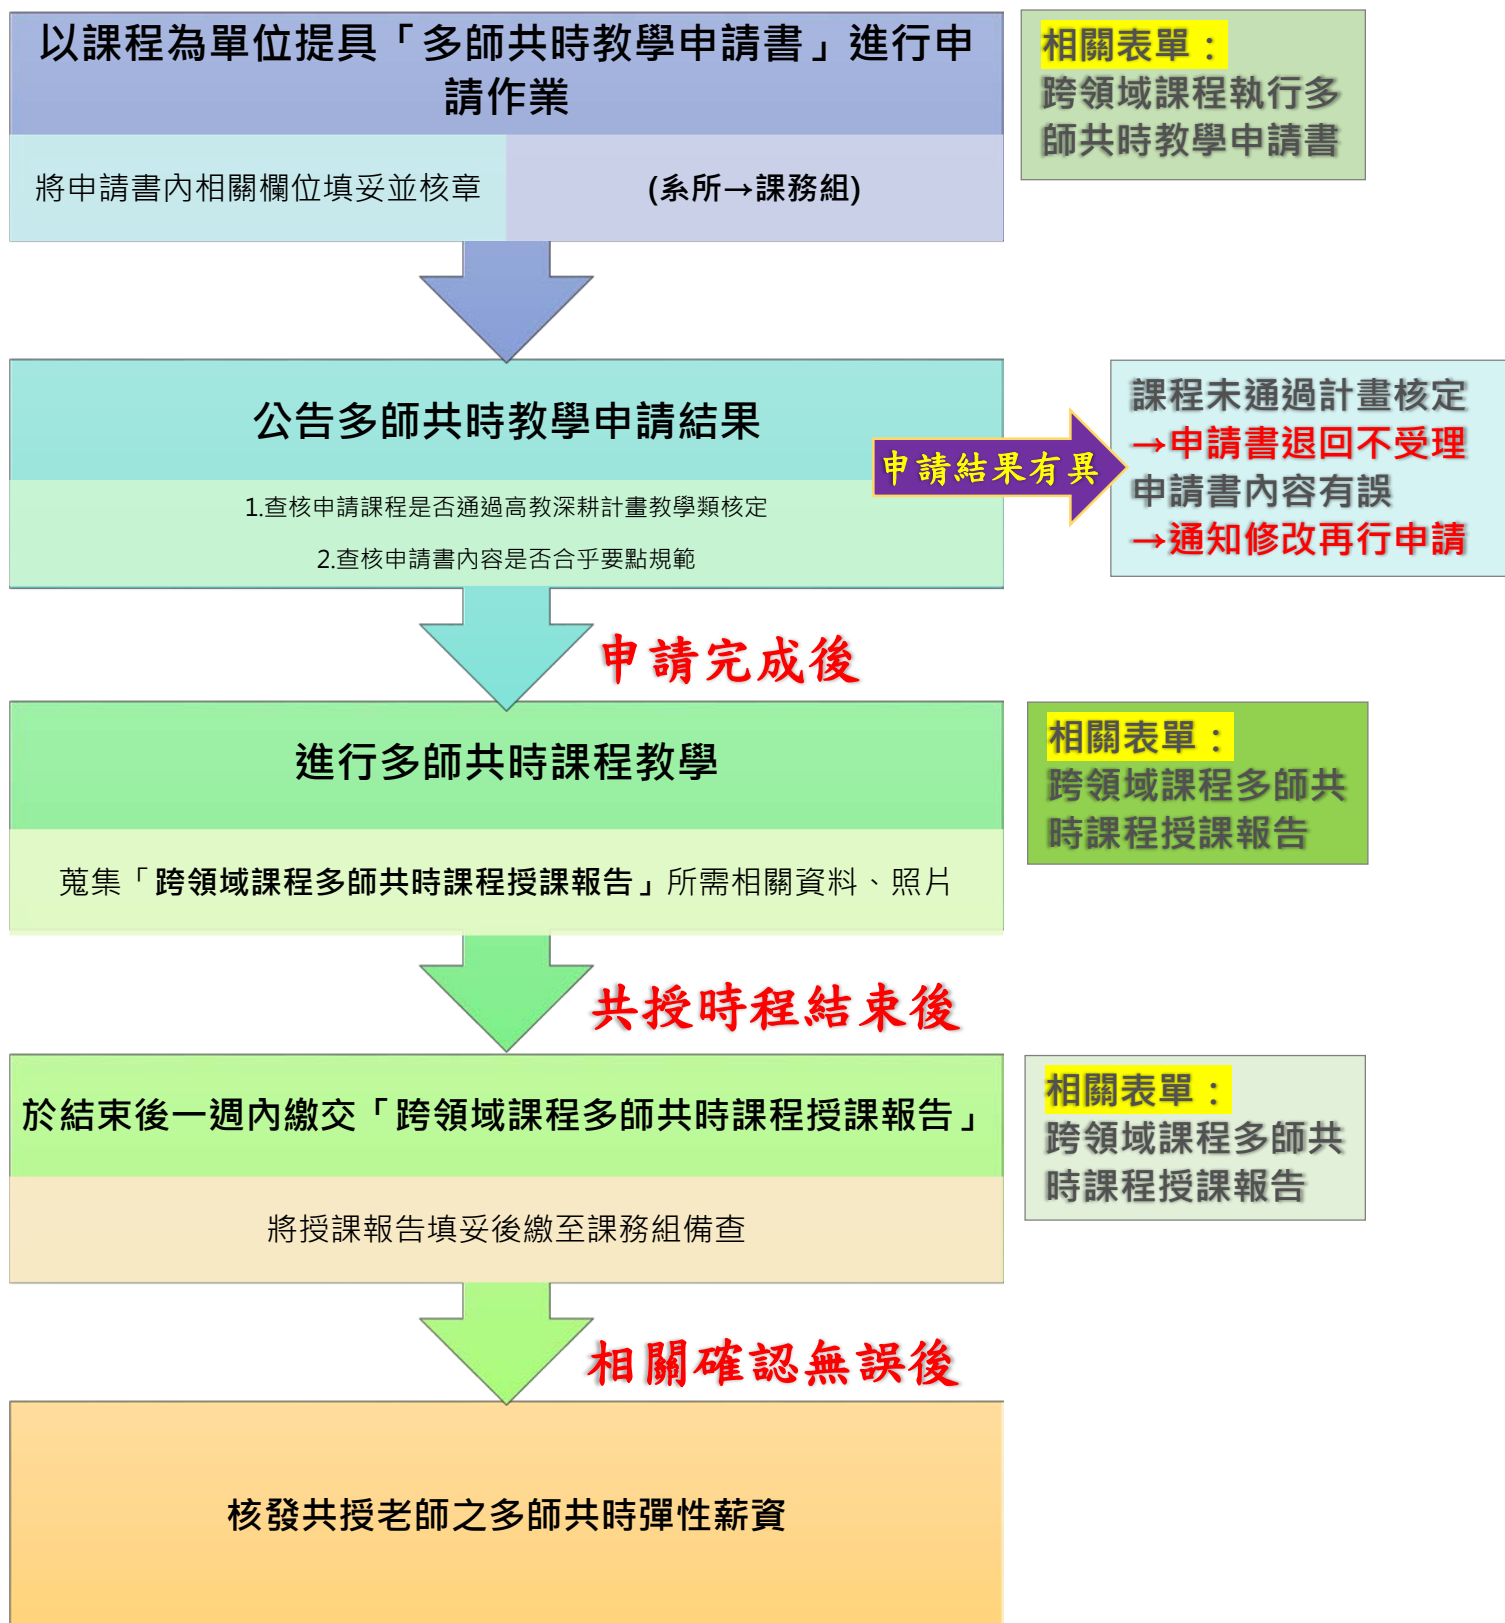 以課程為單位提具「多師共時教學申請書」進行申
請作業
將申請書內相關欄位填妥並核章
(系所→課務組)
相關表單：
跨領域課程執行多
師共時教學申請書
公告多師共時教學申請結果
1.查核申請課程是否通過高教深耕計畫教學類核定
2.查核申請書內容是否合乎要點規範
申請結果有異
課程未通過計畫核定
→申請書退回不受理
申請書內容有誤
→通知修改再行申請
申請完成後
進行多師共時課程教學
蒐集「跨領域課程多師共時課程授課報告」所需相關資料、照片
相關表單：
跨領域課程多師共
時課程授課報告
共授時程結束後
於結束後一週內繳交「跨領域課程多師共時課程授課報告」
將授課報告填妥後繳至課務組備查
相關表單：
跨領域課程多師共
時課程授課報告
相關確認無誤後
核發共授老師之多師共時彈性薪資